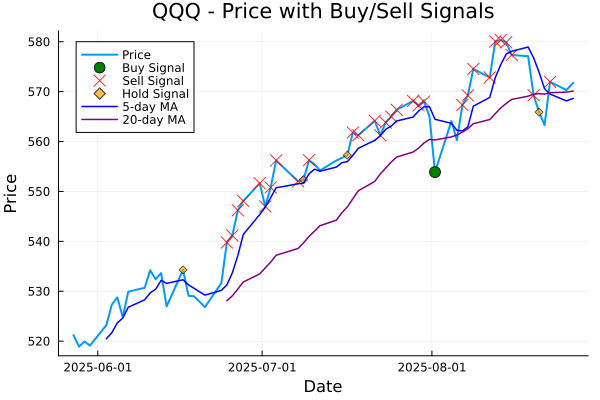 QQQ - Price with Buy/Sell Signals
580
570
560
550
540
530
520
Price
Price
Buy Signal
Sell Signal
Hold Signal
5-day MA
20-day MA
2025-06-01
2025-07-01
2025-08-01
Date